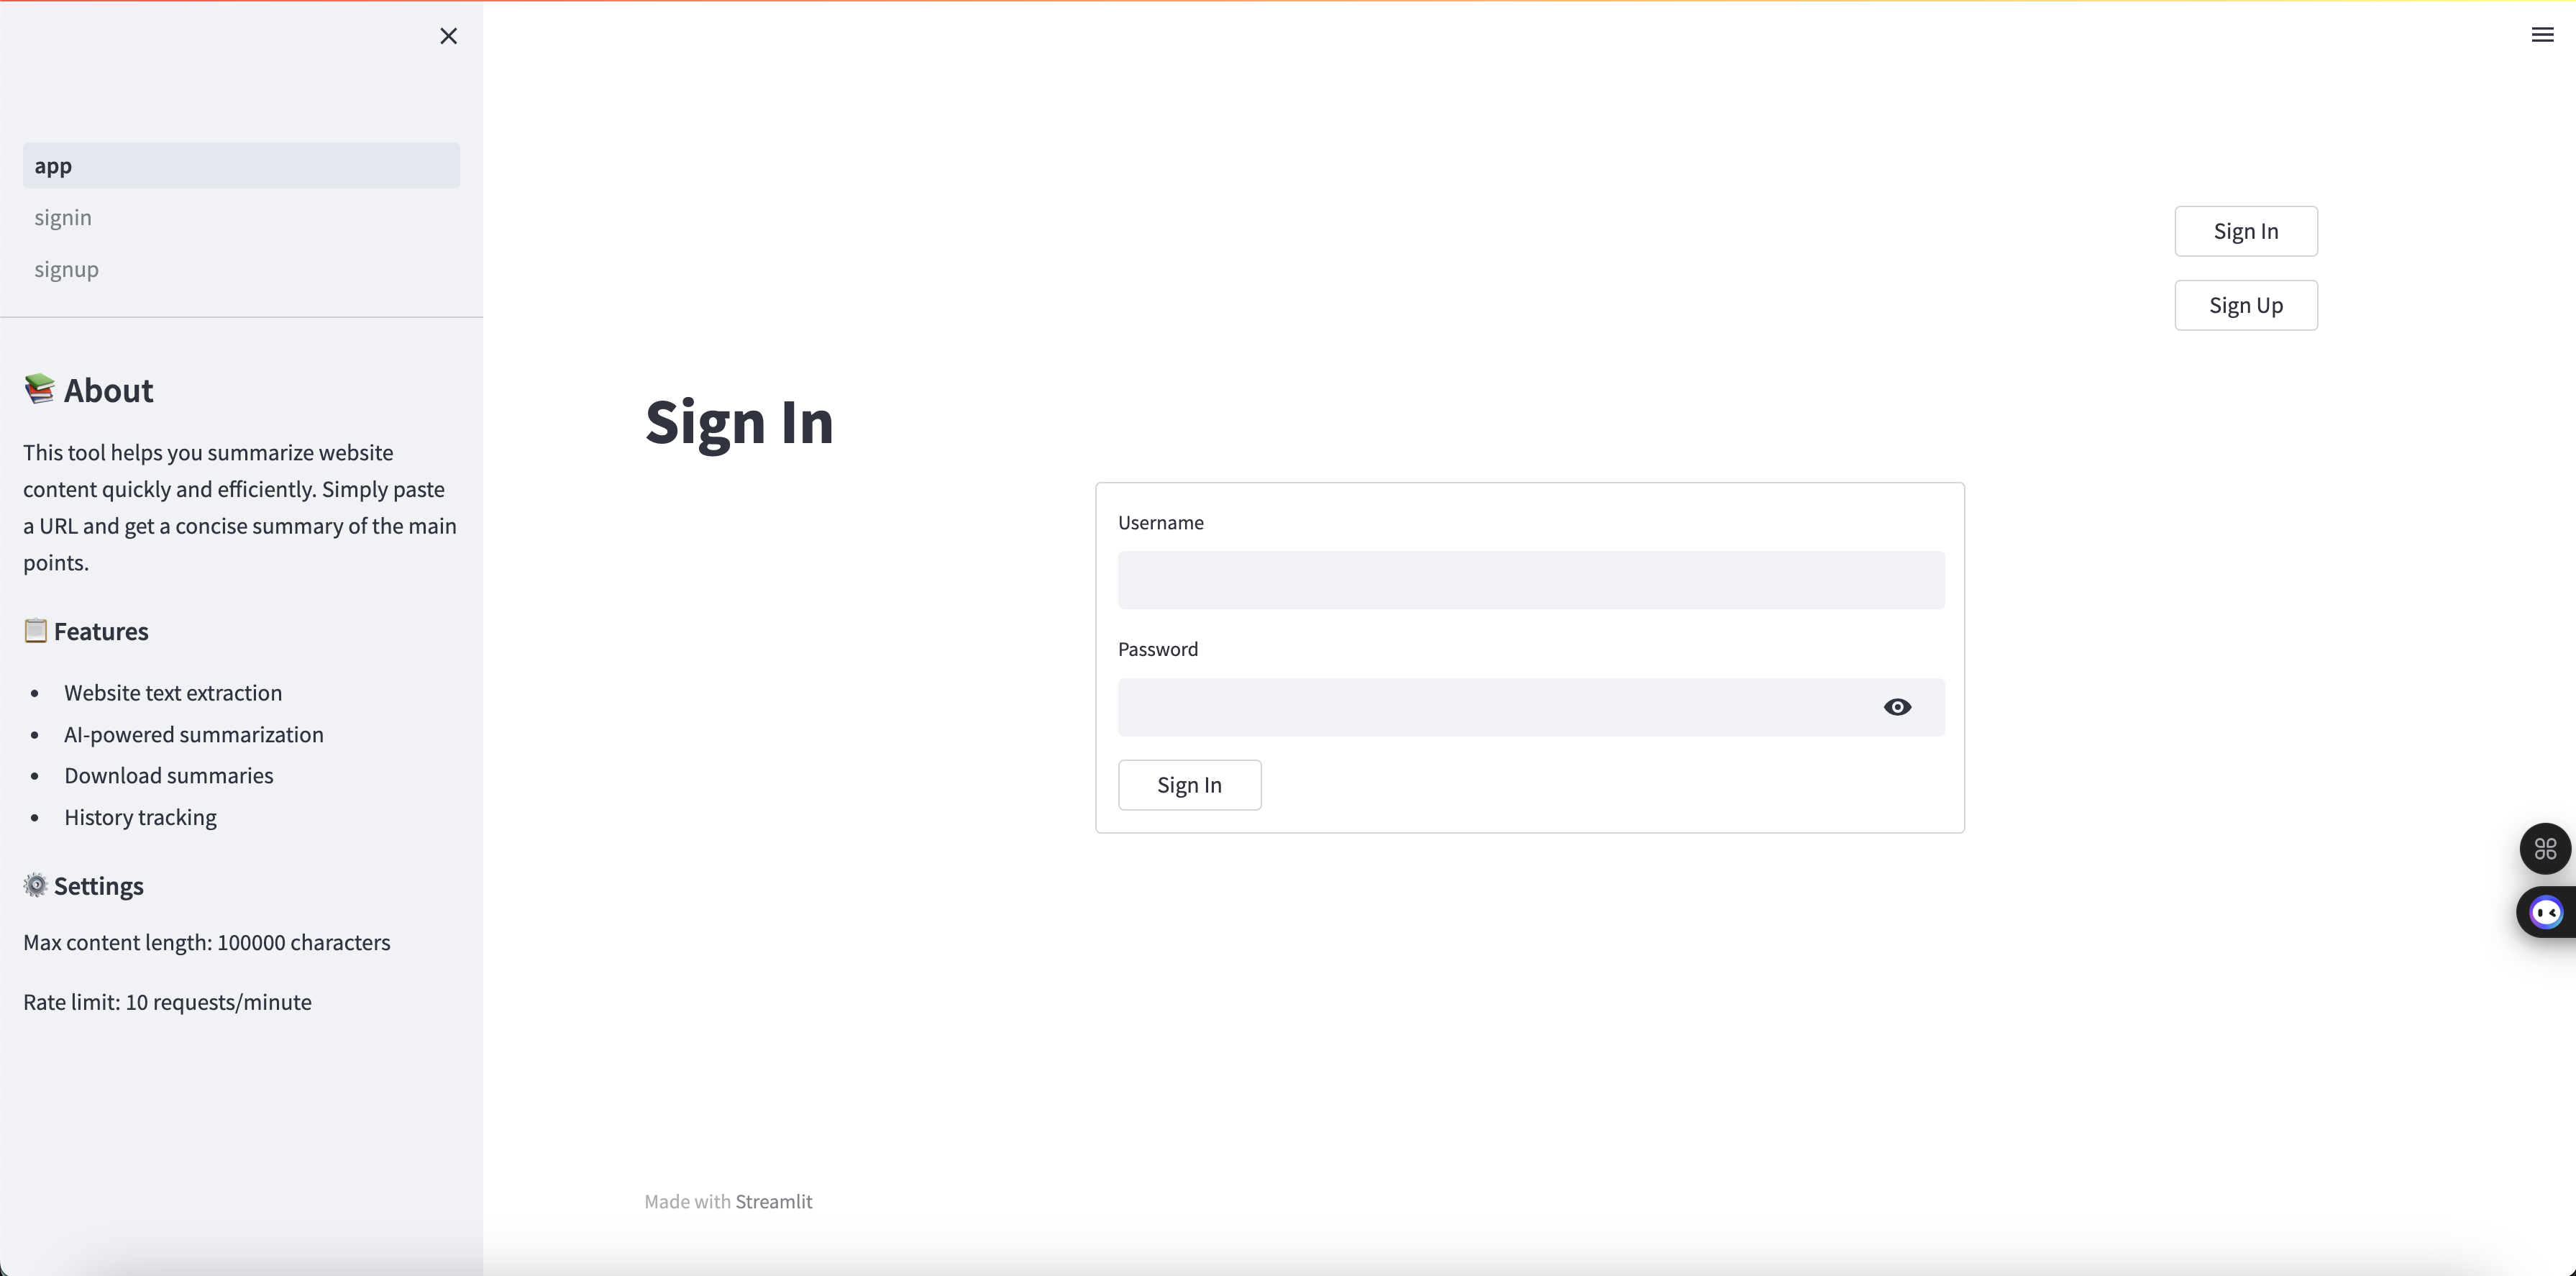 app
signin
signup
📚 About
This tool helps you summarize website
content quickly and efficiently. Simply paste
a URL and get a concise summary of the main
points.
📋 Features
• Website text extraction
• AI-powered summarization
• Download summaries
• History tracking
⚙️ Settings
Max content length: 100000 characters
Rate limit: 10 requests/minute
Sign In
Sign Up
Sign In
Username
Password
Sign In
Made with Streamlit